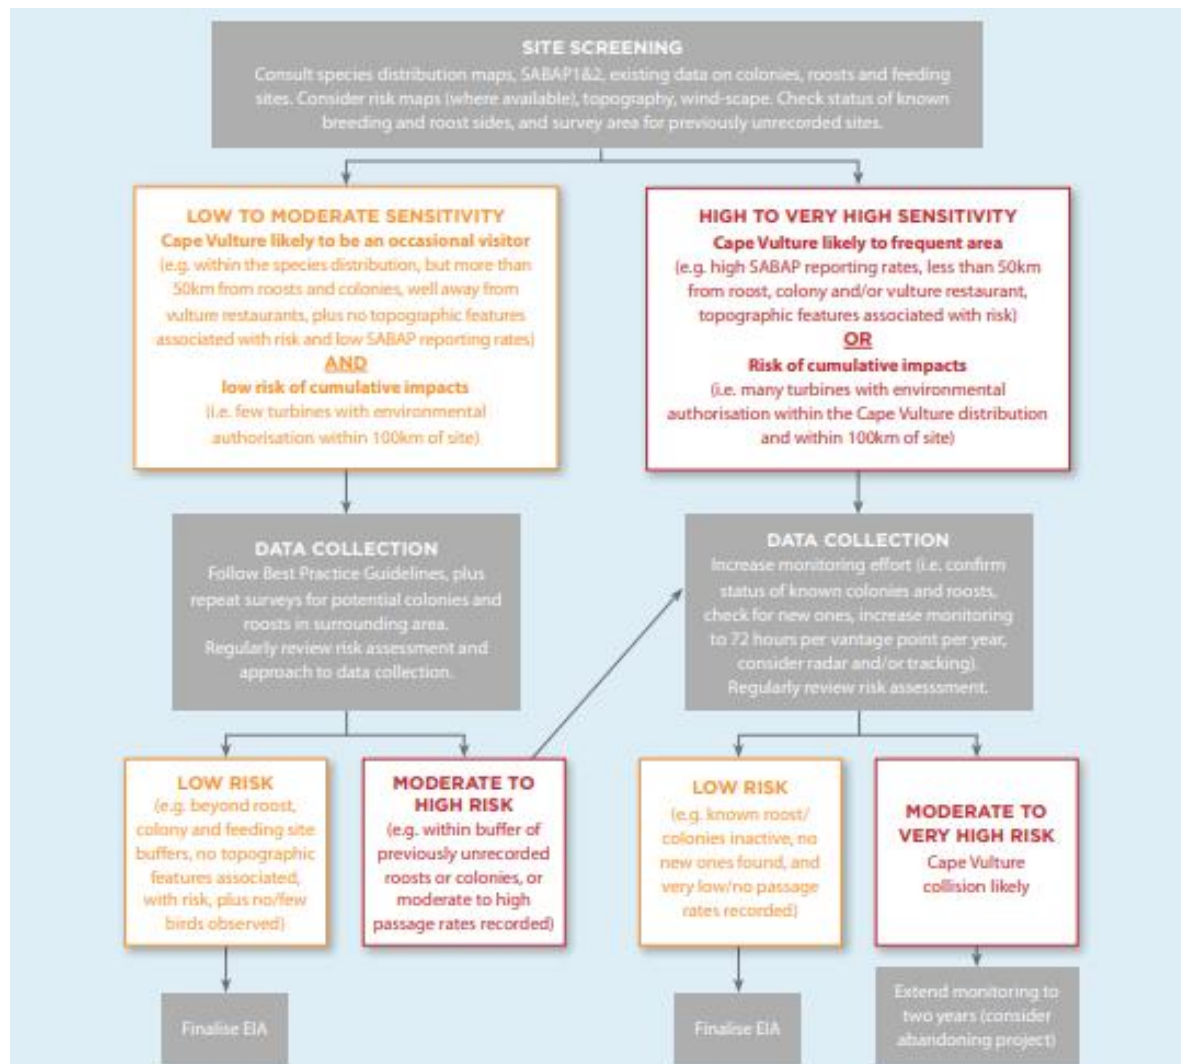 SITE SCREENING
Consult species distribution maps, SABAP1&2, existing data on colonies, roosts and feeding
sites. Consider risk maps (where available), topography, wind-scape. Check status of known
breeding and roost sides, and survey area for previously unrecorded sites.
LOW TO MODERATE SENSITIVITY
Cape Vulture likely to be an occasional visitor
(e.g. within the species distribution, but more than
50km from roosts and colonies, well away from
vulture restaurants, plus no topographic features
associated with risk and low SABAP reporting rates)
AND
low risk of cumulative impacts
(i.e. few turbines with environmental
authorisation within 100km of site)
HIGH TO VERY HIGH SENSITIVITY
Cape Vulture likely to frequent area
(e.g. high SABAP reporting rates, less than 50km
from roost, colony and/or vulture restaurant,
topographic features associated with risk)
OR
Risk of cumulative impacts
(i.e. many turbines with environmental
authorisation within the Cape Vulture distribution
and within 100km of site)
DATA COLLECTION
Follow Best Practice Guidelines, plus
repeat surveys for potential colonies and
roosts in surrounding area.
Regularly review risk assessment and
approach to data collection.
DATA COLLECTION
Increase monitoring effort (i.e. confirm
status of known colonies and roosts,
check for new ones, increase monitoring
to 72 hours per vantage point per year,
consider radar and/or tracking).
Regularly review risk assesssment.
LOW RISK
(e.g. beyond roost,
colony and feeding site
buffers, no topographic
features associated,
with risk, plus no/few
birds observed)
MODERATE TO
HIGH RISK
(e.g. within buffer of
previously unrecorded
roosts or colonies, or
moderate to high
passage rates recorded)
LOW RISK
(e.g. known roost/
colonies inactive, no
new ones found, and
very low/no passage
rates recorded)
MODERATE TO
VERY HIGH RISK
Cape Vulture
collision likely
Finalise EIA
Finalise EIA
Extend monitoring to
two years (consider
abandoning project)